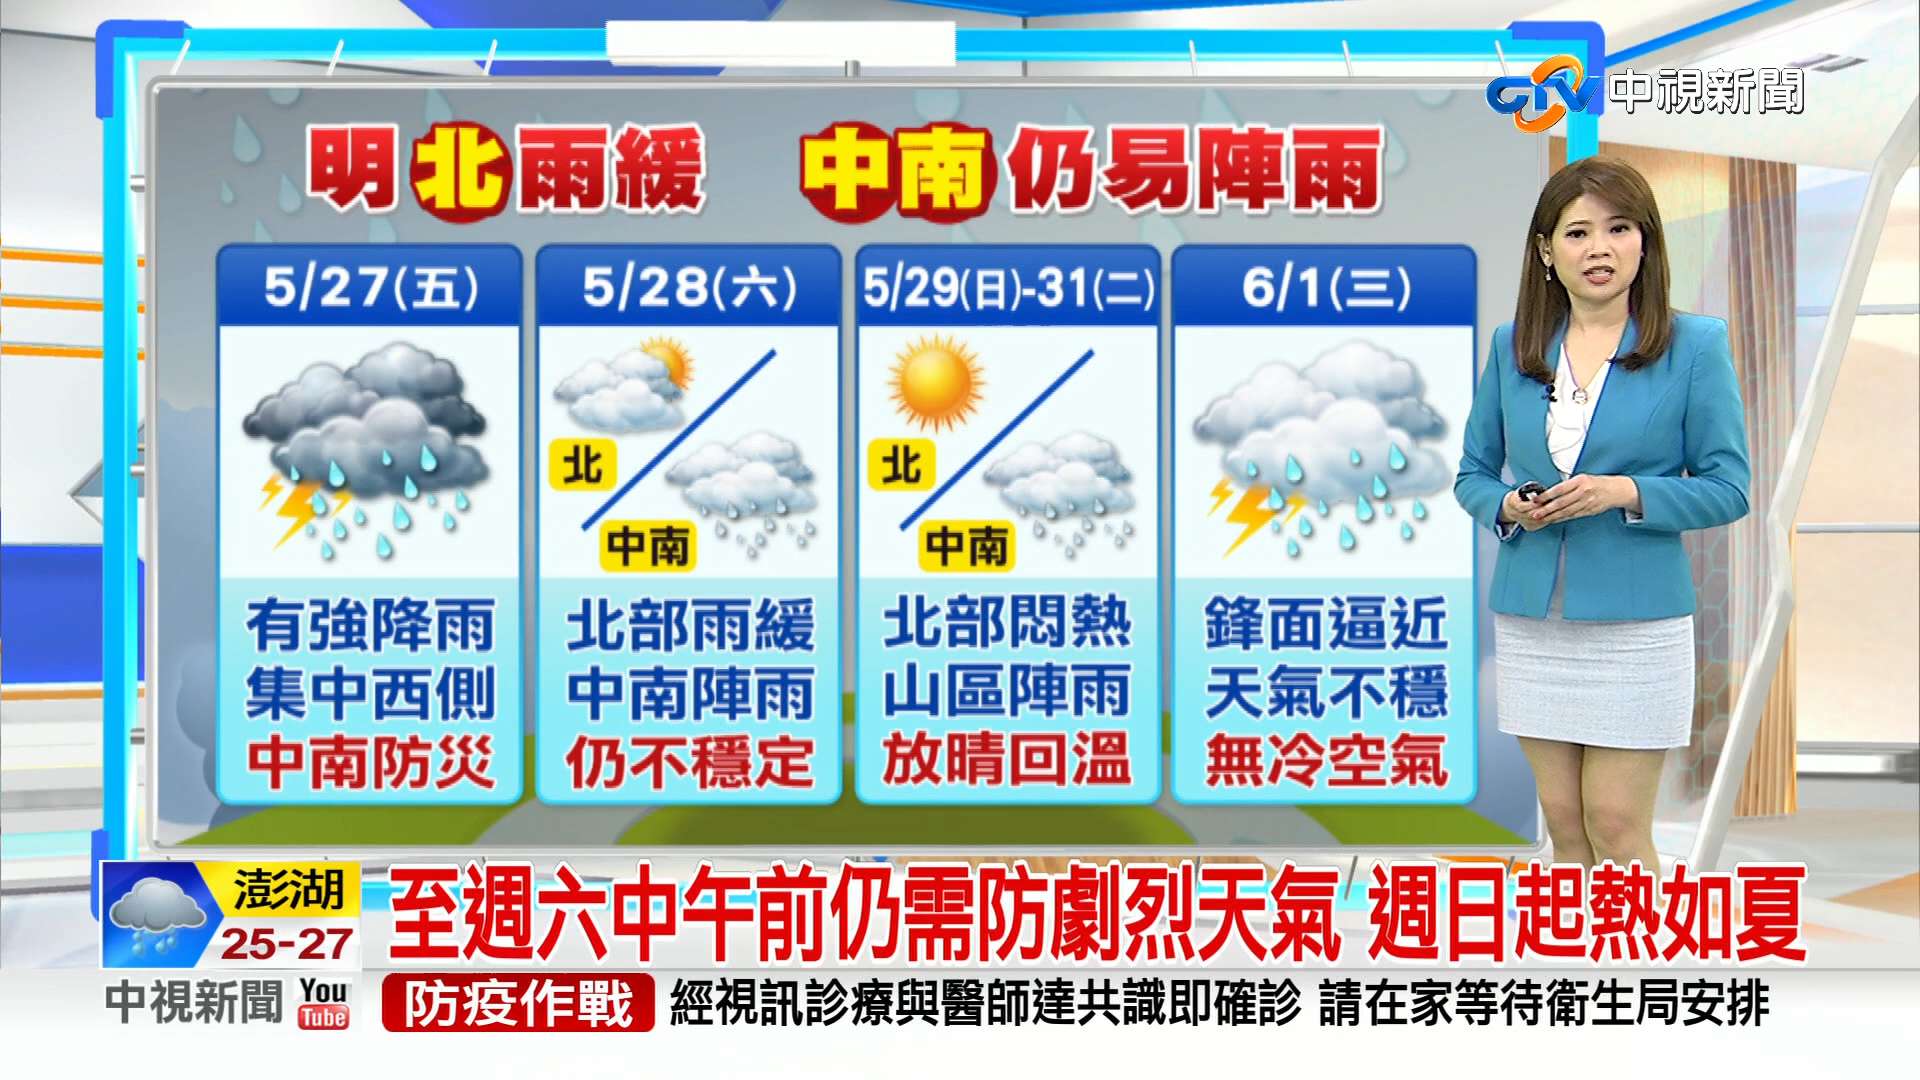 CTV中視新聞
明北雨緩 中南仍易陣雨
5/27(五)
有強降雨
集中西側
中南防災
5/28(六)
北
中南
北部雨緩
中南陣雨
仍不穩定
5/29(日)-31(二)
北
中南
北部悶熱
山區陣雨
放晴回溫
6/1(三)
鋒面逼近
天氣不穩
無冷空氣
澎湖
25-27
至週六中午前仍需防劇烈天氣 週日起熱如夏
中視新聞 YouTube
防疫作戰 經視訊診療與醫師達共識即確診 請在家等待衛生局安排